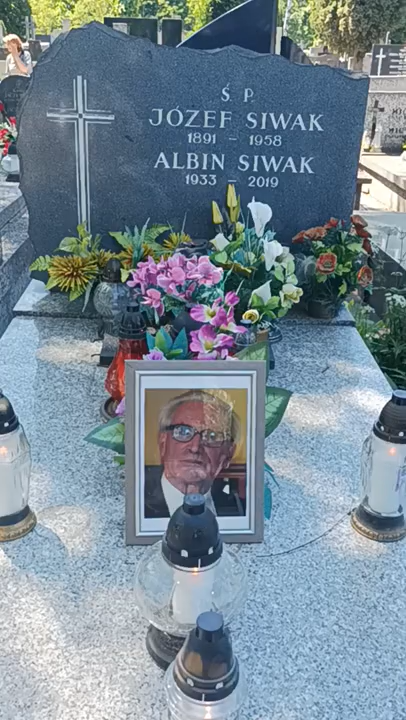 Ś. P.
JÓZEF SIWAK
1891 – 1958
ALBIN SIWAK
1933 – 2019